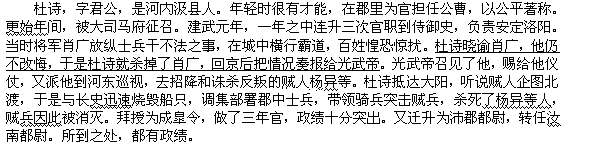 杜诗，字君公，是河内汲县人。年轻时很有才能，在郡里为官担任公曹，以公平著称。
更始年间，被大司马府征召。建武元年，一年之中连升三次官职到侍御史，负责安定洛阳。
当时将军肖广放纵士兵干不法之事，在城中横行霸道，百姓惶恐惊扰。杜诗晓谕肖广，他仍
不改悔，于是杜诗就杀掉了肖广，回京后把情况奏报给光武帝。光武帝召见了他，赐给他仪
仗，又派他到河东巡视，去招降和诛杀反叛的贼人杨异等。杜诗抵达大阳，听说贼人企图北
渡，于是与长史迅速烧毁船只，调集部署郡中士兵，带领骑兵突击贼兵，杀死了杨异等人，
贼兵因此被消灭。拜授为成皋令，做了三年官，政绩十分突出。又迁升为沛郡都尉，转任汝
南都尉。所到之处，都有政绩。